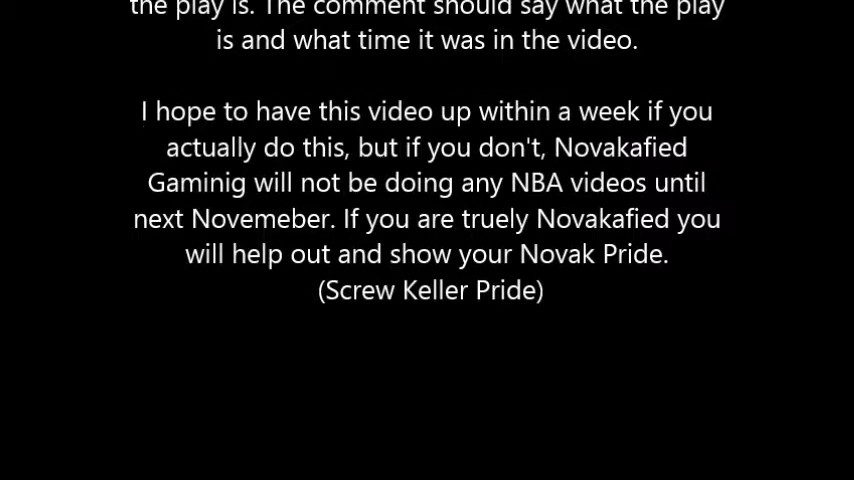 the play is. The comment should say what the play
is and what time it was in the video.
I hope to have this video up within a week if you
actually do this, but if you don't, Novakafied
Gaminig will not be doing any NBA videos until
next Novemeber. If you are truely Novakafied you
will help out and show your Novak Pride.
(Screw Keller Pride)